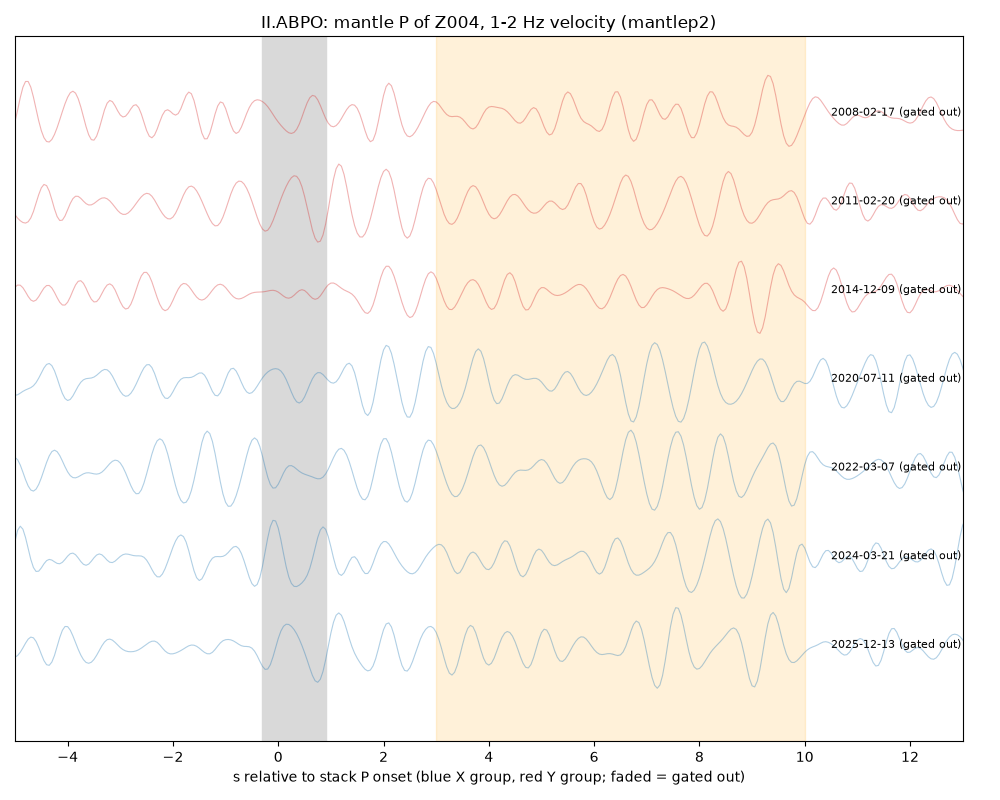 II.ABPO: mantle P of Z004, 1-2 Hz velocity (mantlep2)
2008-02-17 (gated out)
2011-02-20 (gated out)
2014-12-09 (gated out)
2020-07-11 (gated out)
2022-03-07 (gated out)
2024-03-21 (gated out)
2025-12-13 (gated out)
−4 −2 0 2 4 6 8 10 12
s relative to stack P onset (blue X group, red Y group; faded = gated out)